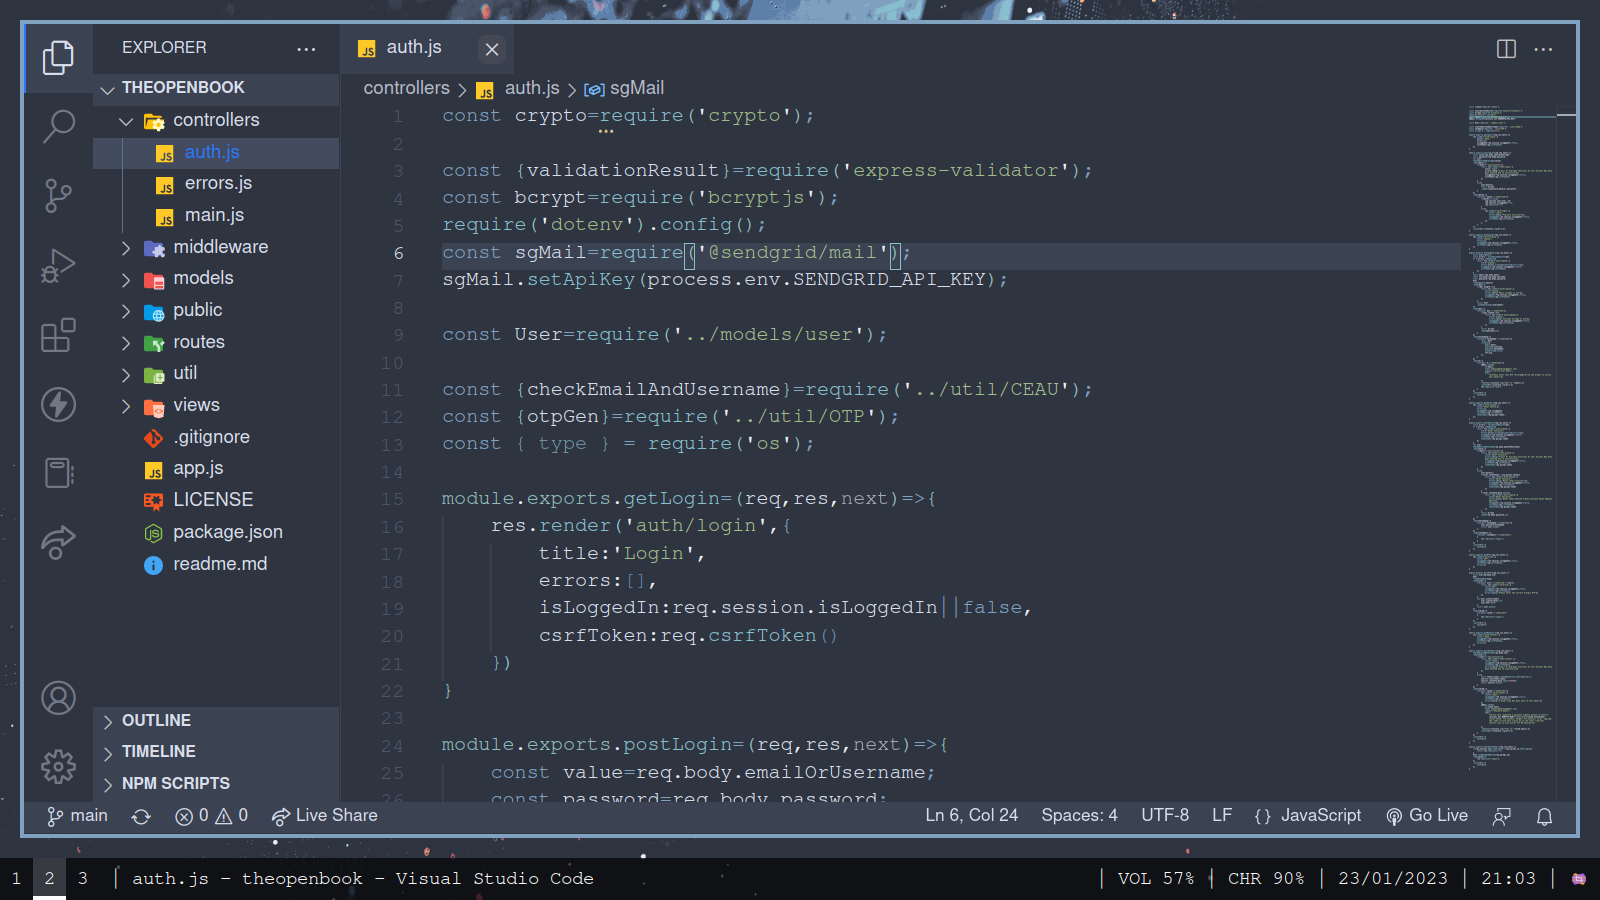 EXPLORER
THEOPENBOOK
controllers
auth.js
errors.js
main.js
middleware
models
public
routes
util
views
.gitignore
app.js
LICENSE
package.json
readme.md
OUTLINE
TIMELINE
NPM SCRIPTS
auth.js
controllers > auth.js > sgMail
1 const crypto=require('crypto');
2
3 const {validationResult}=require('express-validator');
4 const bcrypt=require('bcryptjs');
5 require('dotenv').config();
6 const sgMail=require('@sendgrid/mail');
7 sgMail.setApiKey(process.env.SENDGRID_API_KEY);
8
9 const User=require('../models/user');
10
11 const {checkEmailAndUsername}=require('../util/CEAU');
12 const {otpGen}=require('../util/OTP');
13 const { type } = require('os');
14
15 module.exports.getLogin=(req,res,next)=>{
16 res.render('auth/login',{
17 title:'Login',
18 errors:[],
19 isLoggedIn:req.session.isLoggedIn||false,
20 csrfToken:req.csrfToken()
21 })
22 }
23
24 module.exports.postLogin=(req,res,next)=>{
25 const value=req.body.emailOrUsername;
26 const password=req.body.password;
main 0 0 Live Share Ln 6, Col 24 Spaces: 4 UTF-8 LF {} JavaScript Go Live
1 2 3 | auth.js - theopenbook - Visual Studio Code | VOL 57% | CHR 90% | 23/01/2023 | 21:03 |